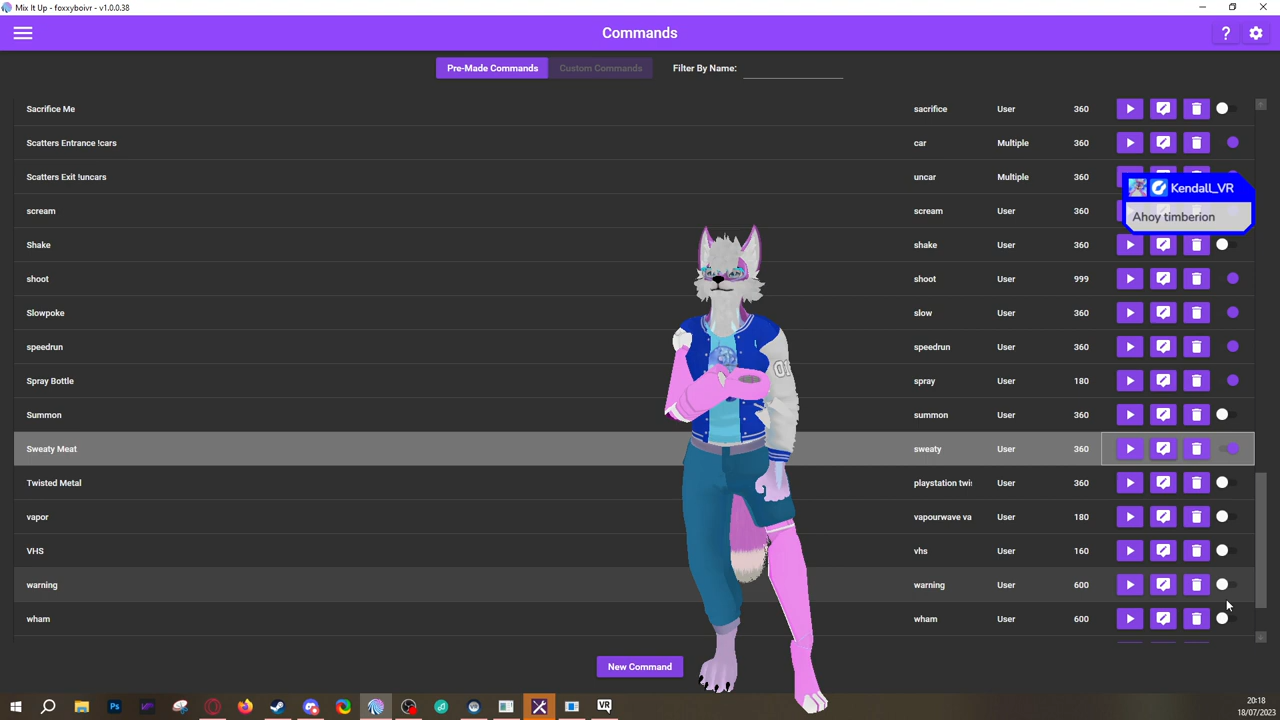 Mix It Up - foxxyboivr - v1.0.0.38
Commands
?
Pre-Made Commands Custom Commands Filter By Name:
Sacrifice Me sacrifice User 360
Scatters Entrance !cars car Multiple 360
Scatters Exit !uncars uncar Multiple 360
Kendall_VR
scream scream User 360
Ahoy timberion
Shake shake User 360
shoot shoot User 999
Slowpoke slow User 360
speedrun speedrun User 360
Spray Bottle spray User 180
Summon summon User 360
Sweaty Meat sweaty User 360
Twisted Metal playstation twi User 360
vapor vapourwave va User 180
VHS vhs User 160
warning warning User 600
wham wham User 600
New Command
Ps
VR
20:18
18/07/2023